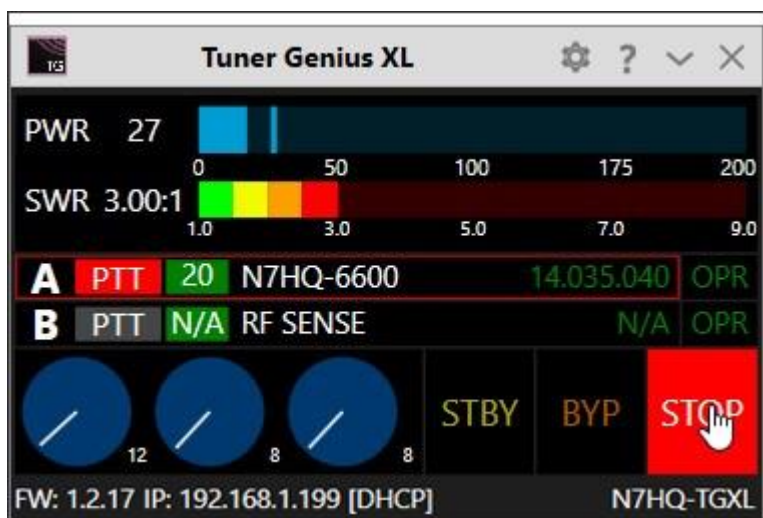 TG Tuner Genius XL ?
PWR 27
0 50 100 175 200
SWR 3.00:1
1.0 3.0 5.0 7.0 9.0
A PTT 20 N7HQ-6600 14.035.040 OPR
B PTT N/A RF SENSE N/A OPR
12 8 8 STBY BYP STOP
FW: 1.2.17 IP: 192.168.1.199 [DHCP] N7HQ-TGXL